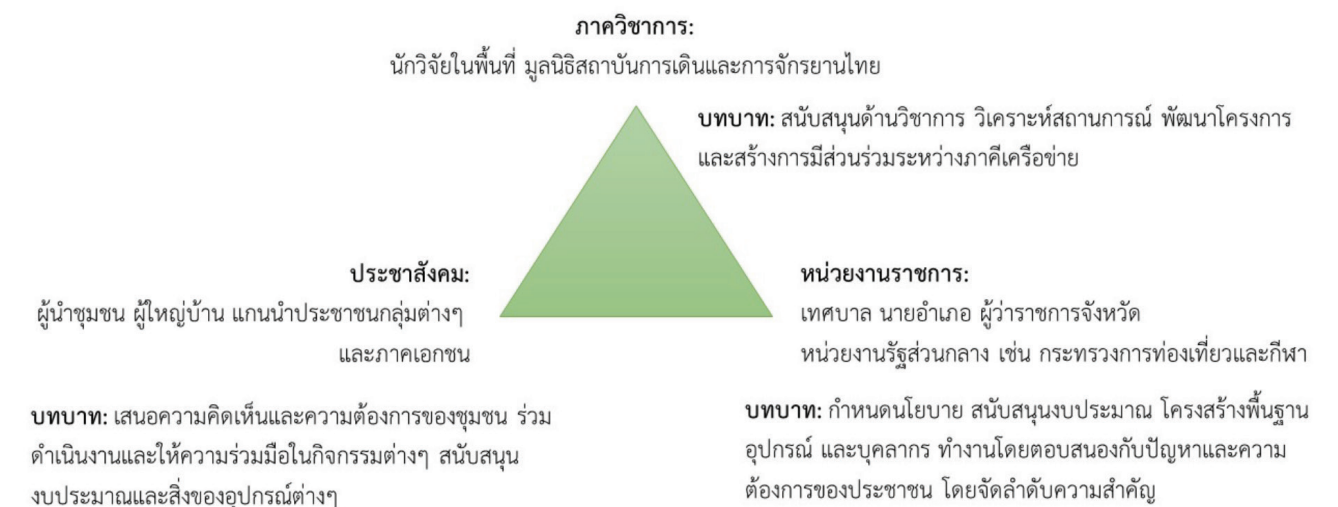 ภาควิชาการ:
นักวิจัยในพื้นที่ มูลนิธิสถาบันการเดินและการจักรยานไทย
บทบาท: สนับสนุนด้านวิชาการ วิเคราะห์สถานการณ์ พัฒนาโครงการ
และสร้างการมีส่วนร่วมระหว่างภาคีเครือข่าย
ประชาสังคม:
ผู้นำชุมชน ผู้ใหญ่บ้าน แกนนำประชาชนกลุ่มต่างๆ
และภาคเอกชน
บทบาท: เสนอความคิดเห็นและความต้องการของชุมชน ร่วม
ดำเนินงานและให้ความร่วมมือในกิจกรรมต่างๆ สนับสนุน
งบประมาณและสิ่งของอุปกรณ์ต่างๆ
หน่วยงานราชการ:
เทศบาล นายอำเภอ ผู้ว่าราชการจังหวัด
หน่วยงานรัฐส่วนกลาง เช่น กระทรวงการท่องเที่ยวและกีฬา
บทบาท: กำหนดนโยบาย สนับสนุนงบประมาณ โครงสร้างพื้นฐาน
อุปกรณ์ และบุคลากร ทำงานโดยตอบสนองกับปัญหาและความ
ต้องการของประชาชน โดยจัดลำดับความสำคัญ